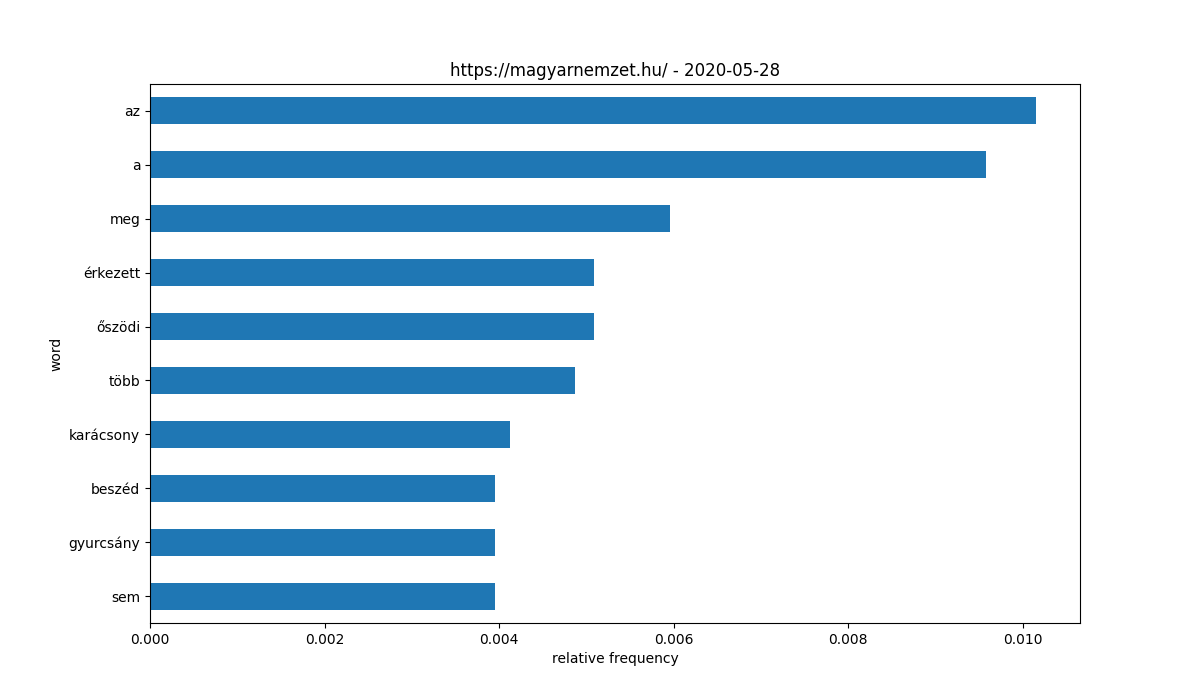 https://magyarnemzet.hu/ - 2020-05-28
az
a
meg
érkezett
őszödi
több
karácsony
beszéd
gyurcsány
sem
word
0.000 0.002 0.004 0.006 0.008 0.010
relative frequency